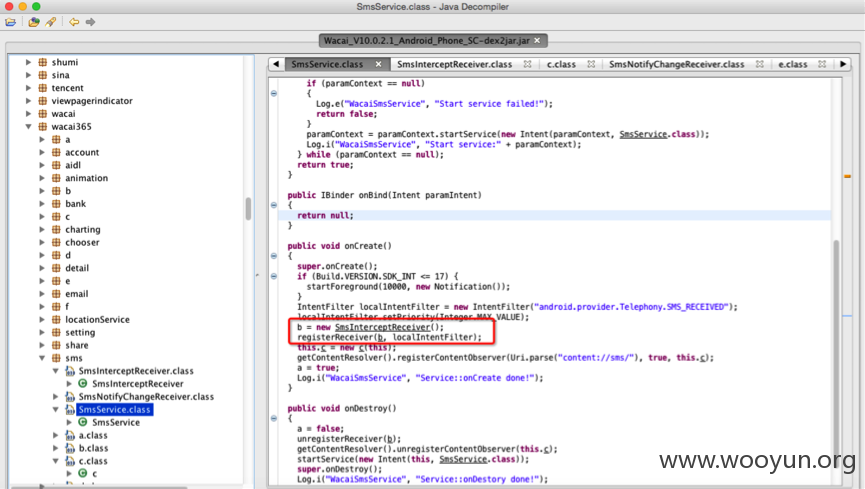 SmsService.class - Java Decompiler
Wacai_V10.0.2.1_Android_Phone_SC-dex2jar.jar
shumi
sina
tencent
viewpagerindicator
wacai
wacai365
a
account
aidl
animation
b
bank
c
charting
chooser
d
detail
e
email
f
locationService
setting
share
sms
SmsInterceptReceiver.class
SmsInterceptReceiver
SmsNotifyChangeReceiver.class
SmsService.class
SmsService
a.class
b.class
c.class
c
SmsService.class
SmsInterceptReceiver.class
c.class
SmsNotifyChangeReceiver.class
e.class
if (paramContext == null)
{
Log.e("WacaiSmsService", "Start service failed!");
return false;
}
paramContext = paramContext.startService(new Intent(paramContext, SmsService.class));
Log.i("WacaiSmsService", "Start service:" + paramContext);
} while (paramContext == null);
return true;
}
public IBinder onBind(Intent paramIntent)
{
return null;
}
public void onCreate()
{
super.onCreate();
if (Build.VERSION.SDK_INT <= 17) {
startForeground(10000, new Notification());
}
IntentFilter localIntentFilter = new IntentFilter("android.provider.Telephony.SMS_RECEIVED");
localIntentFilter.setPriority(Integer.MAX_VALUE);
b = new SmsInterceptReceiver();
registerReceiver(b, localIntentFilter);
this.c = new c(this);
getContentResolver().registerContentObserver(Uri.parse("content://sms/"), true, this.c);
a = true;
Log.i("WacaiSmsService", "Service::onCreate done!");
}
public void onDestroy()
{
a = false;
unregisterReceiver(b);
getContentResolver().unregisterContentObserver(this.c);
startService(new Intent(this, SmsService.class));
super.onDestroy();
Log.i("WacaiSmsService", "Service::onDestory done!");
www.wooyun.org